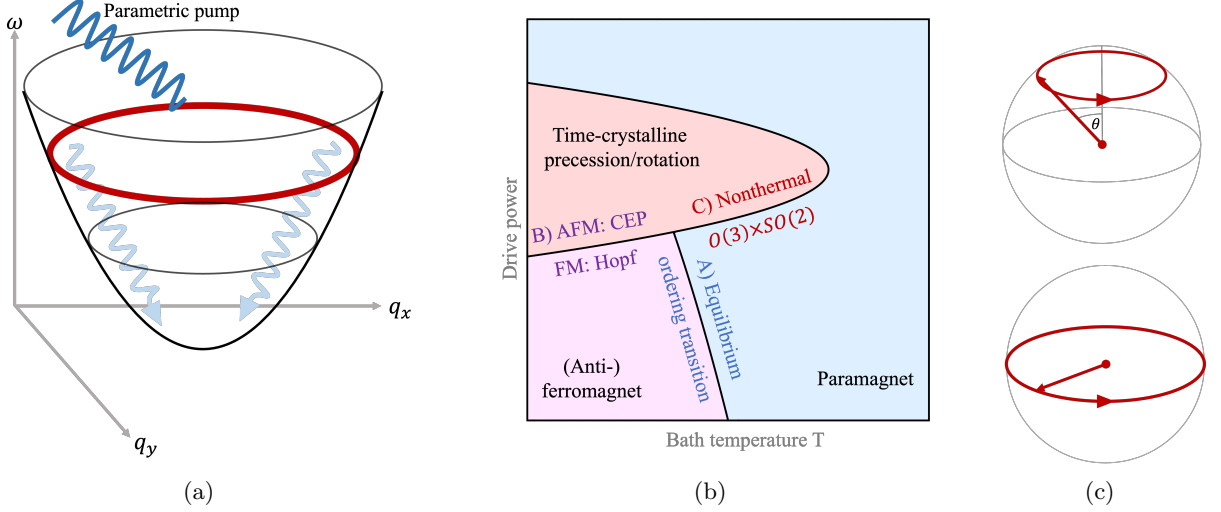 Parametric pump
ω
q_x
q_y
(a)
Drive power
Time-crystalline
precession/rotation
C) Nonthermal
O(3)×SO(2)
B) AFM: CEP
FM: Hopf
A) Equilibrium
ordering transition
(Anti-)
ferromagnet
Paramagnet
Bath temperature T
(b)
θ
(c)